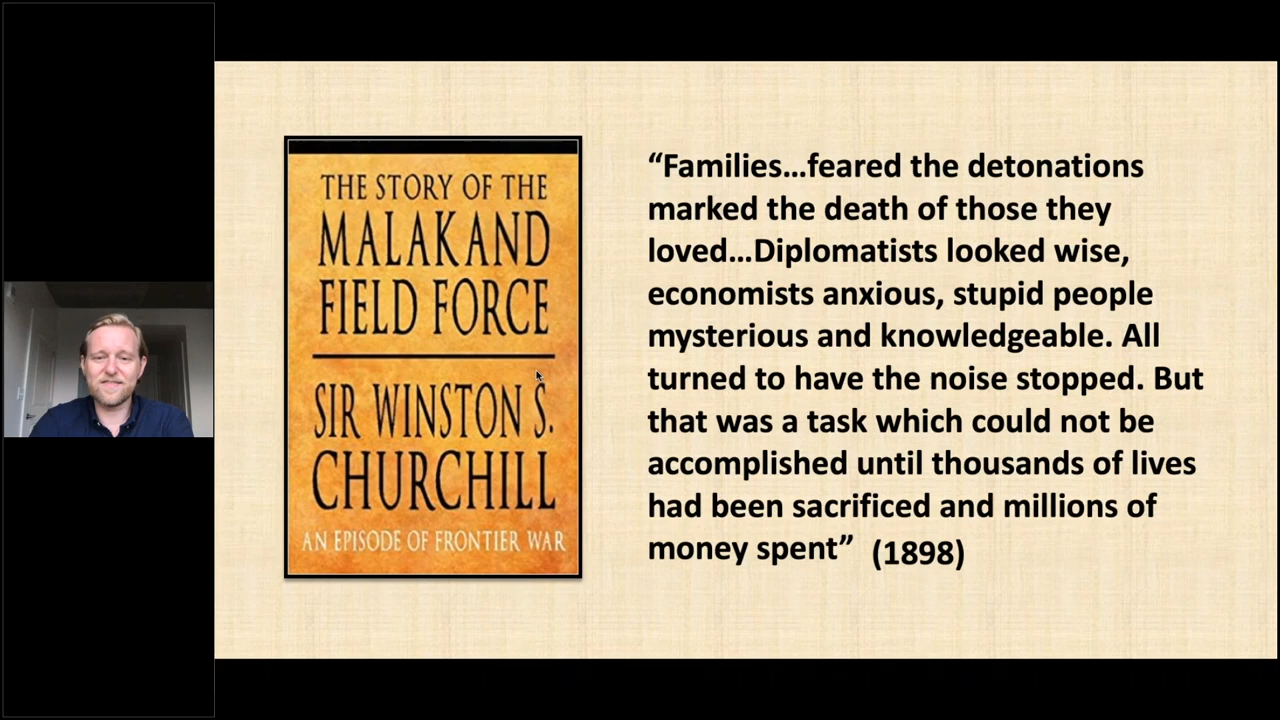 THE STORY OF THE
MALAKAND
FIELD FORCE
SIR WINSTON S.
CHURCHILL
AN EPISODE OF FRONTIER WAR
“Families...feared the detonations
marked the death of those they
loved...Diplomatists looked wise,
economists anxious, stupid people
mysterious and knowledgeable. All
turned to have the noise stopped. But
that was a task which could not be
accomplished until thousands of lives
had been sacrificed and millions of
money spent” (1898)